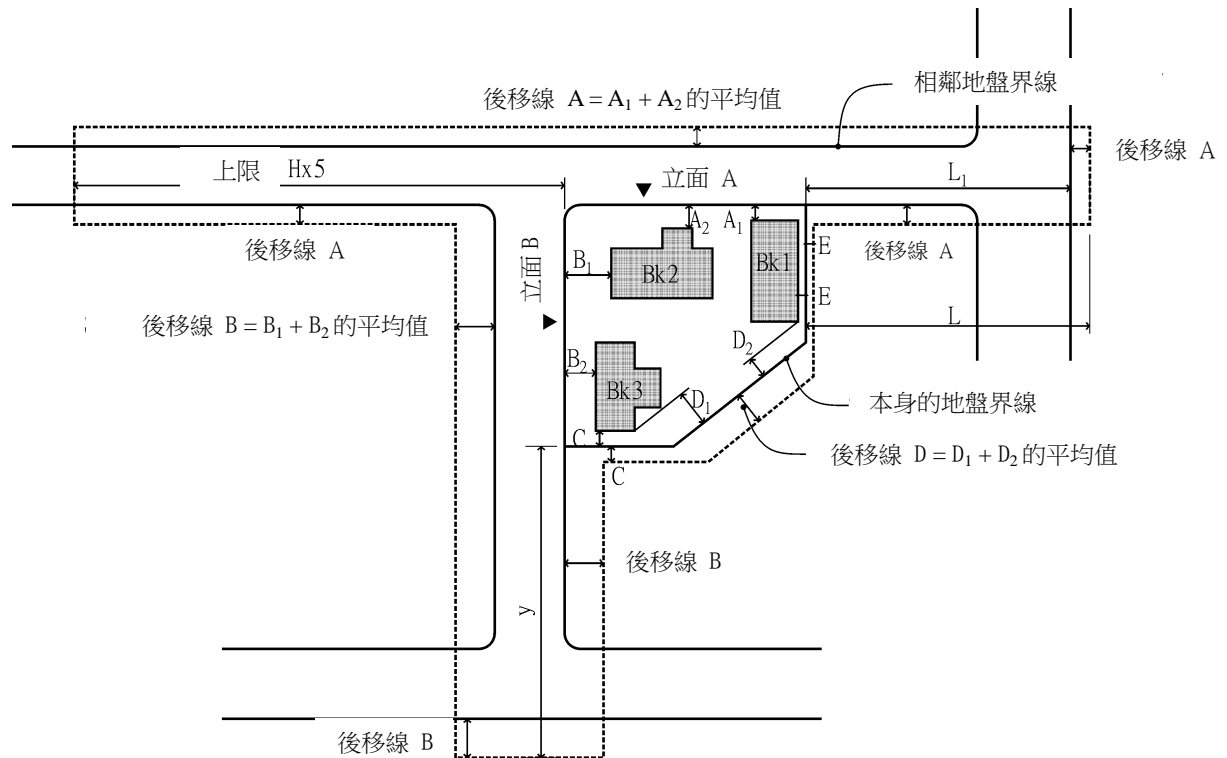 相鄰地盤界線
後移線 A = A₁ + A₂ 的平均值
後移線 A
上限 Hx5
立面 A
L₁
A₂
A₁
後移線 A
後移線 A
立面 B
B₁
Bk2
Bk1
E
E
L
後移線 B = B₁ + B₂ 的平均值
D₂
B₂
Bk3
D₁
本身的地盤界線
C
後移線 D = D₁ + D₂ 的平均值
C
後移線 B
y
後移線 B